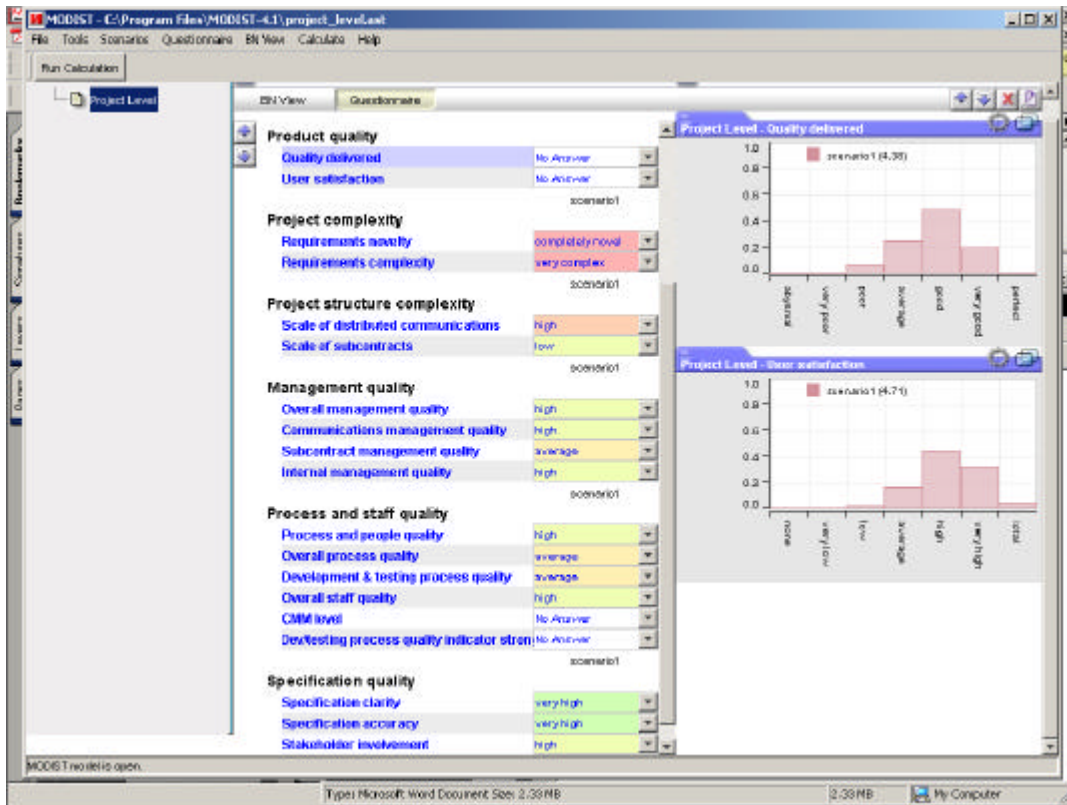 MODIST - C:\Program Files\MODIST-4.1\project_level.ast
File Tools Scenarios Questionnaire BN View Calculate Help
Run Calculation
Project Level
BN View Questionnaire
Bookmarks
Product quality
Quality delivered No Answer
User satisfaction No Answer
scenario1
Project complexity
Requirements novelty completely novel
Requirements complexity very complex
scenario1
Project structure complexity
Scale of distributed communications high
Scale of subcontracts low
scenario1
Management quality
Overall management quality high
Communications management quality high
Subcontract management quality average
Internal management quality high
scenario1
Process and staff quality
Process and people quality high
Overall process quality average
Development & testing process quality average
Overall staff quality high
CMM level No Answer
Dev/testing process quality indicator stren No Answer
scenario1
Specification quality
Specification clarity very high
Specification accuracy very high
Stakeholder involvement high
Project Level - Quality delivered
scenario1 (4.38)
1.0
0.8
0.6
0.4
0.2
0.0
abysmal
very poor
poor
average
good
very good
perfect
Project Level - User satisfaction
scenario1 (4.71)
1.0
0.8
0.6
0.4
0.2
0.0
none
very low
low
average
high
very high
total
MODIST model is open.
Type: Microsoft Word Document Size: 2.33 MB
2.33 MB
My Computer